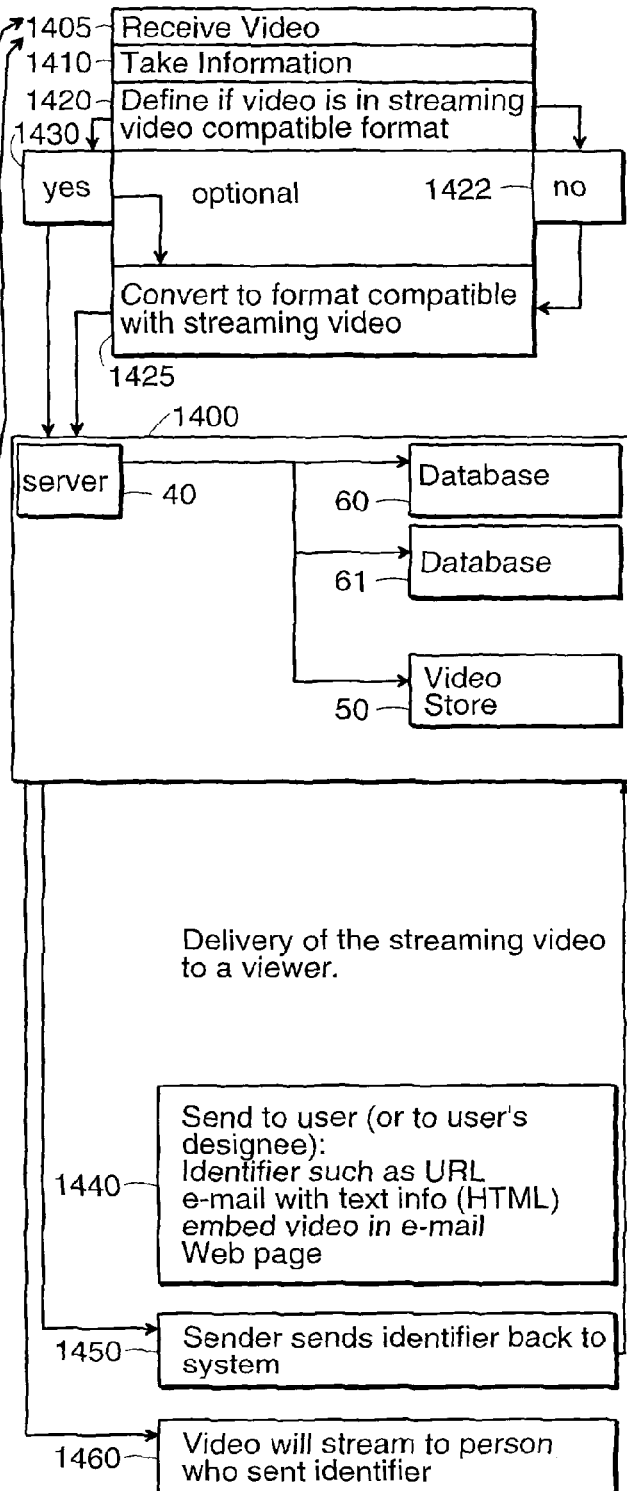 1405 Receive Video
1410 Take Information
1420 Define if video is in streaming
video compatible format
1430
yes
optional
1422
no
Convert to format compatible
with streaming video
1425
1400
server
40
Database
60
Database
61
Video
Store
50
Delivery of the streaming video
to a viewer.
Send to user (or to user's
designee):
Identifier such as URL
1440
e-mail with text info (HTML)
embed video in e-mail
Web page
Sender sends identifier back to
1450
system
Video will stream to person
1460
who sent identifier